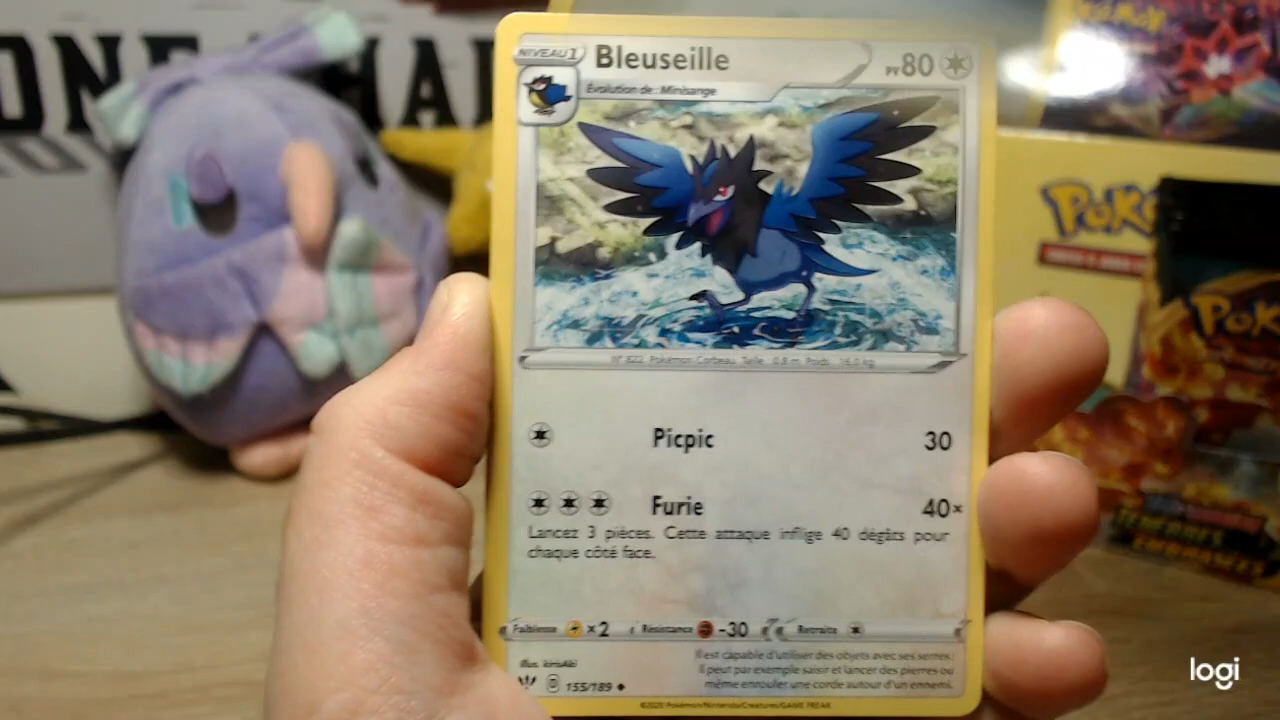 NIVEAU 1
Bleuseille
PV 80
Évolution de : Minisange
N° 822 Pokémon Corbeau. Taille : 0.8 m. Poids : 16.0 kg
Picpic 30
Furie 40×
Lancez 3 pièces. Cette attaque inflige 40 dégâts pour
chaque côté face.
Faiblesse ×2 Résistance -30 Retraite
Illus. kirisAki
Il est capable d'utiliser des objets avec ses serres :
il peut par exemple saisir et lancer des pierres ou
même enrouler une corde autour d'un ennemi.
D 155/189
©2020 Pokémon/Nintendo/Creatures/GAME FREAK
POKÉMON
logi